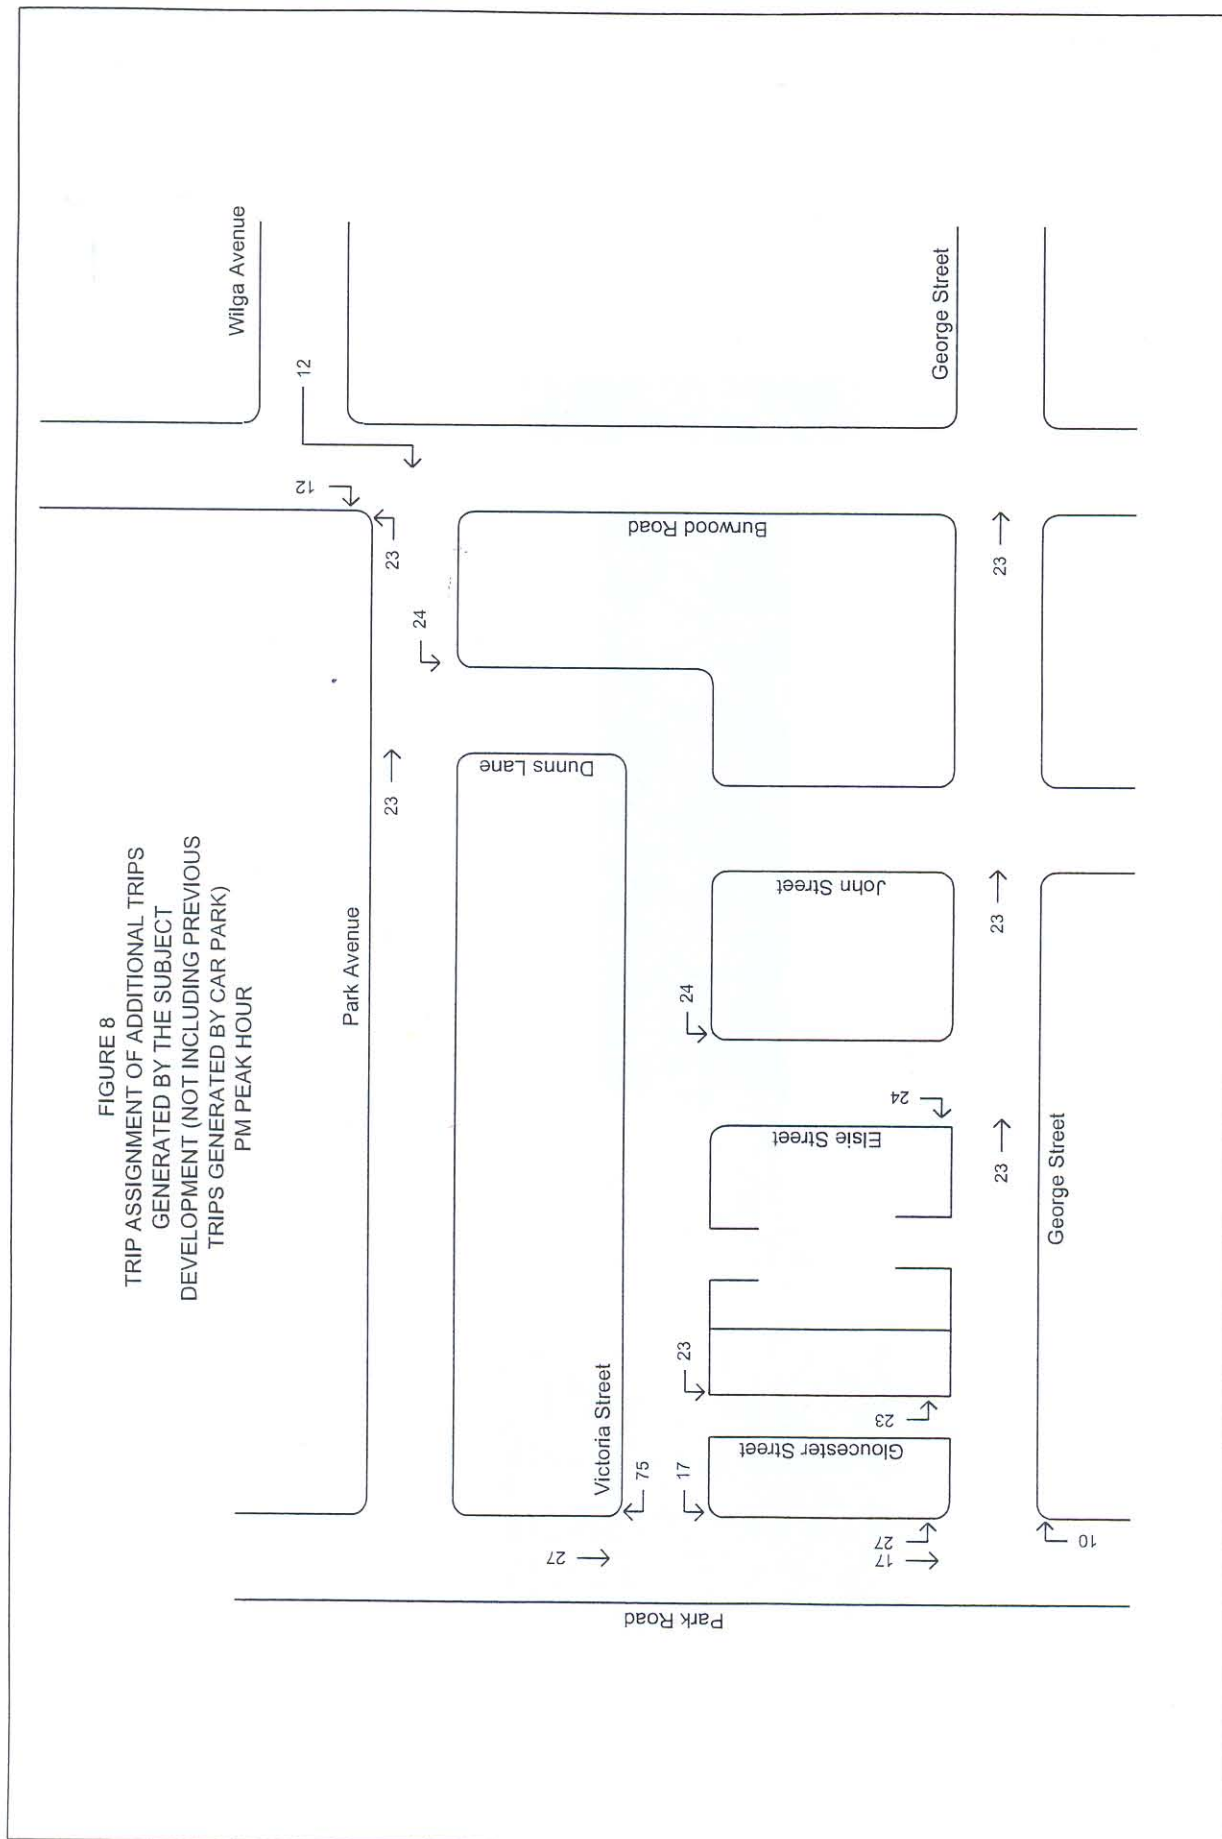 FIGURE 8
TRIP ASSIGNMENT OF ADDITIONAL TRIPS
GENERATED BY THE SUBJECT
DEVELOPMENT (NOT INCLUDING PREVIOUS
TRIPS GENERATED BY CAR PARK)
PM PEAK HOUR
Wilga Avenue
12
12
Park Avenue
23
23
24
Burwood Road
Dunns Lane
Victoria Street
75
27
17
23
24
John Street
Elsie Street
24
Gloucester Street
23
27
17
Park Road
10
George Street
23
23
23
George Street